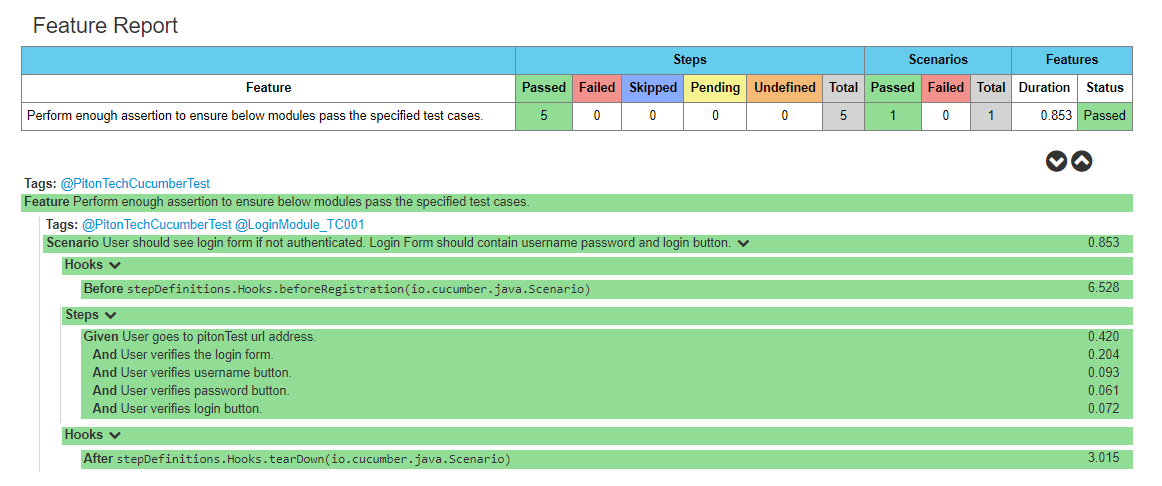 Feature Report
Steps Scenarios Features
Feature Passed Failed Skipped Pending Undefined Total Passed Failed Total Duration Status
Perform enough assertion to ensure below modules pass the specified test cases. 5 0 0 0 0 5 1 0 1 0.853 Passed
Tags: @PitonTechCucumberTest
Feature Perform enough assertion to ensure below modules pass the specified test cases.
Tags: @PitonTechCucumberTest @LoginModule_TC001
Scenario User should see login form if not authenticated. Login Form should contain username password and login button. 0.853
Hooks
Before stepDefinitions.Hooks.beforeRegistration(io.cucumber.java.Scenario) 6.528
Steps
Given User goes to pitonTest url address. 0.420
And User verifies the login form. 0.204
And User verifies username button. 0.093
And User verifies password button. 0.061
And User verifies login button. 0.072
Hooks
After stepDefinitions.Hooks.tearDown(io.cucumber.java.Scenario) 3.015